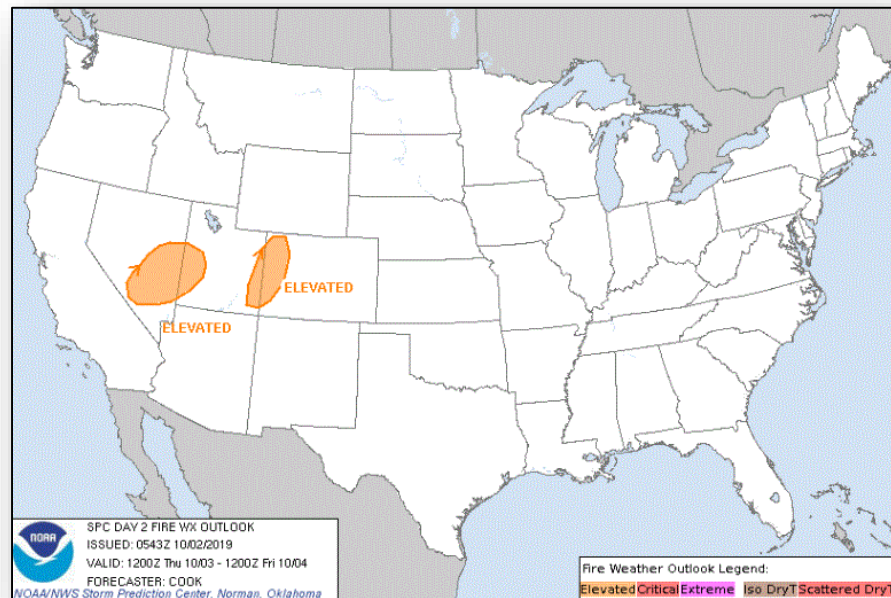 ELEVATED
ELEVATED
NOAA
SPC DAY 2 FIRE WX OUTLOOK
ISSUED: 0543Z 10/02/2019
VALID: 1200Z Thu 10/03 - 1200Z Fri 10/04
FORECASTER: COOK
NOAA/NWS Storm Prediction Center, Norman, Oklahoma
Fire Weather Outlook Legend:
Elevated Critical Extreme Iso DryT Scattered DryT